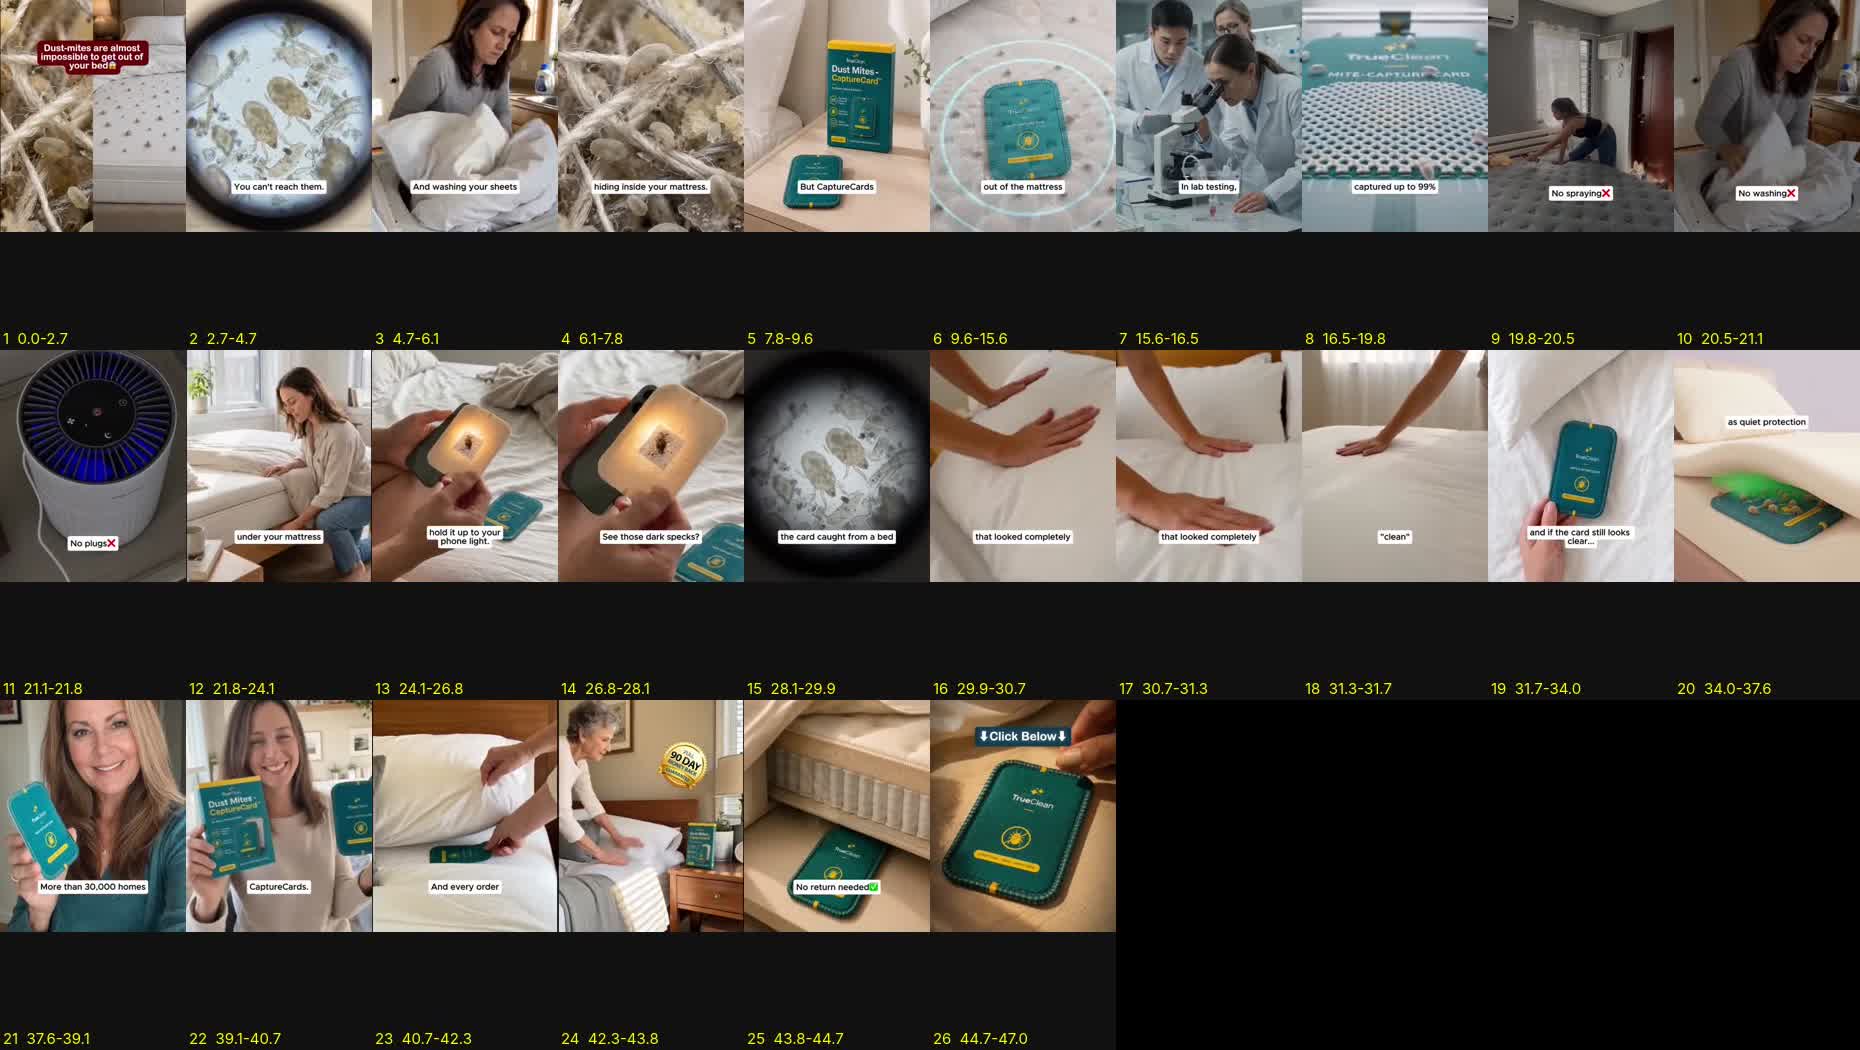 Dust-mites are almost
impossible to get out of
your bed😱
You can't reach them.
And washing your sheets
hiding inside your mattress.
TrueClean
Dust Mites -
CaptureCard™
But CaptureCards
out of the mattress
In lab testing,
TrueClean
MITE-CAPTURE CARD
captured up to 99%
No spraying❌
No washing❌
1 0.0-2.7
2 2.7-4.7
3 4.7-6.1
4 6.1-7.8
5 7.8-9.6
6 9.6-15.6
7 15.6-16.5
8 16.5-19.8
9 19.8-20.5
10 20.5-21.1
No plugs❌
under your mattress
hold it up to your
phone light.
See those dark specks?
the card caught from a bed
that looked completely
that looked completely
"clean"
TrueClean
and if the card still looks
clear...
as quiet protection
11 21.1-21.8
12 21.8-24.1
13 24.1-26.8
14 26.8-28.1
15 28.1-29.9
16 29.9-30.7
17 30.7-31.3
18 31.3-31.7
19 31.7-34.0
20 34.0-37.6
TrueClean
More than 30,000 homes
TrueClean
Dust Mites -
CaptureCard™
CaptureCards.
And every order
90 DAY
MONEY BACK
TrueClean
No return needed✅
⬇Click Below⬇
TrueClean
21 37.6-39.1
22 39.1-40.7
23 40.7-42.3
24 42.3-43.8
25 43.8-44.7
26 44.7-47.0